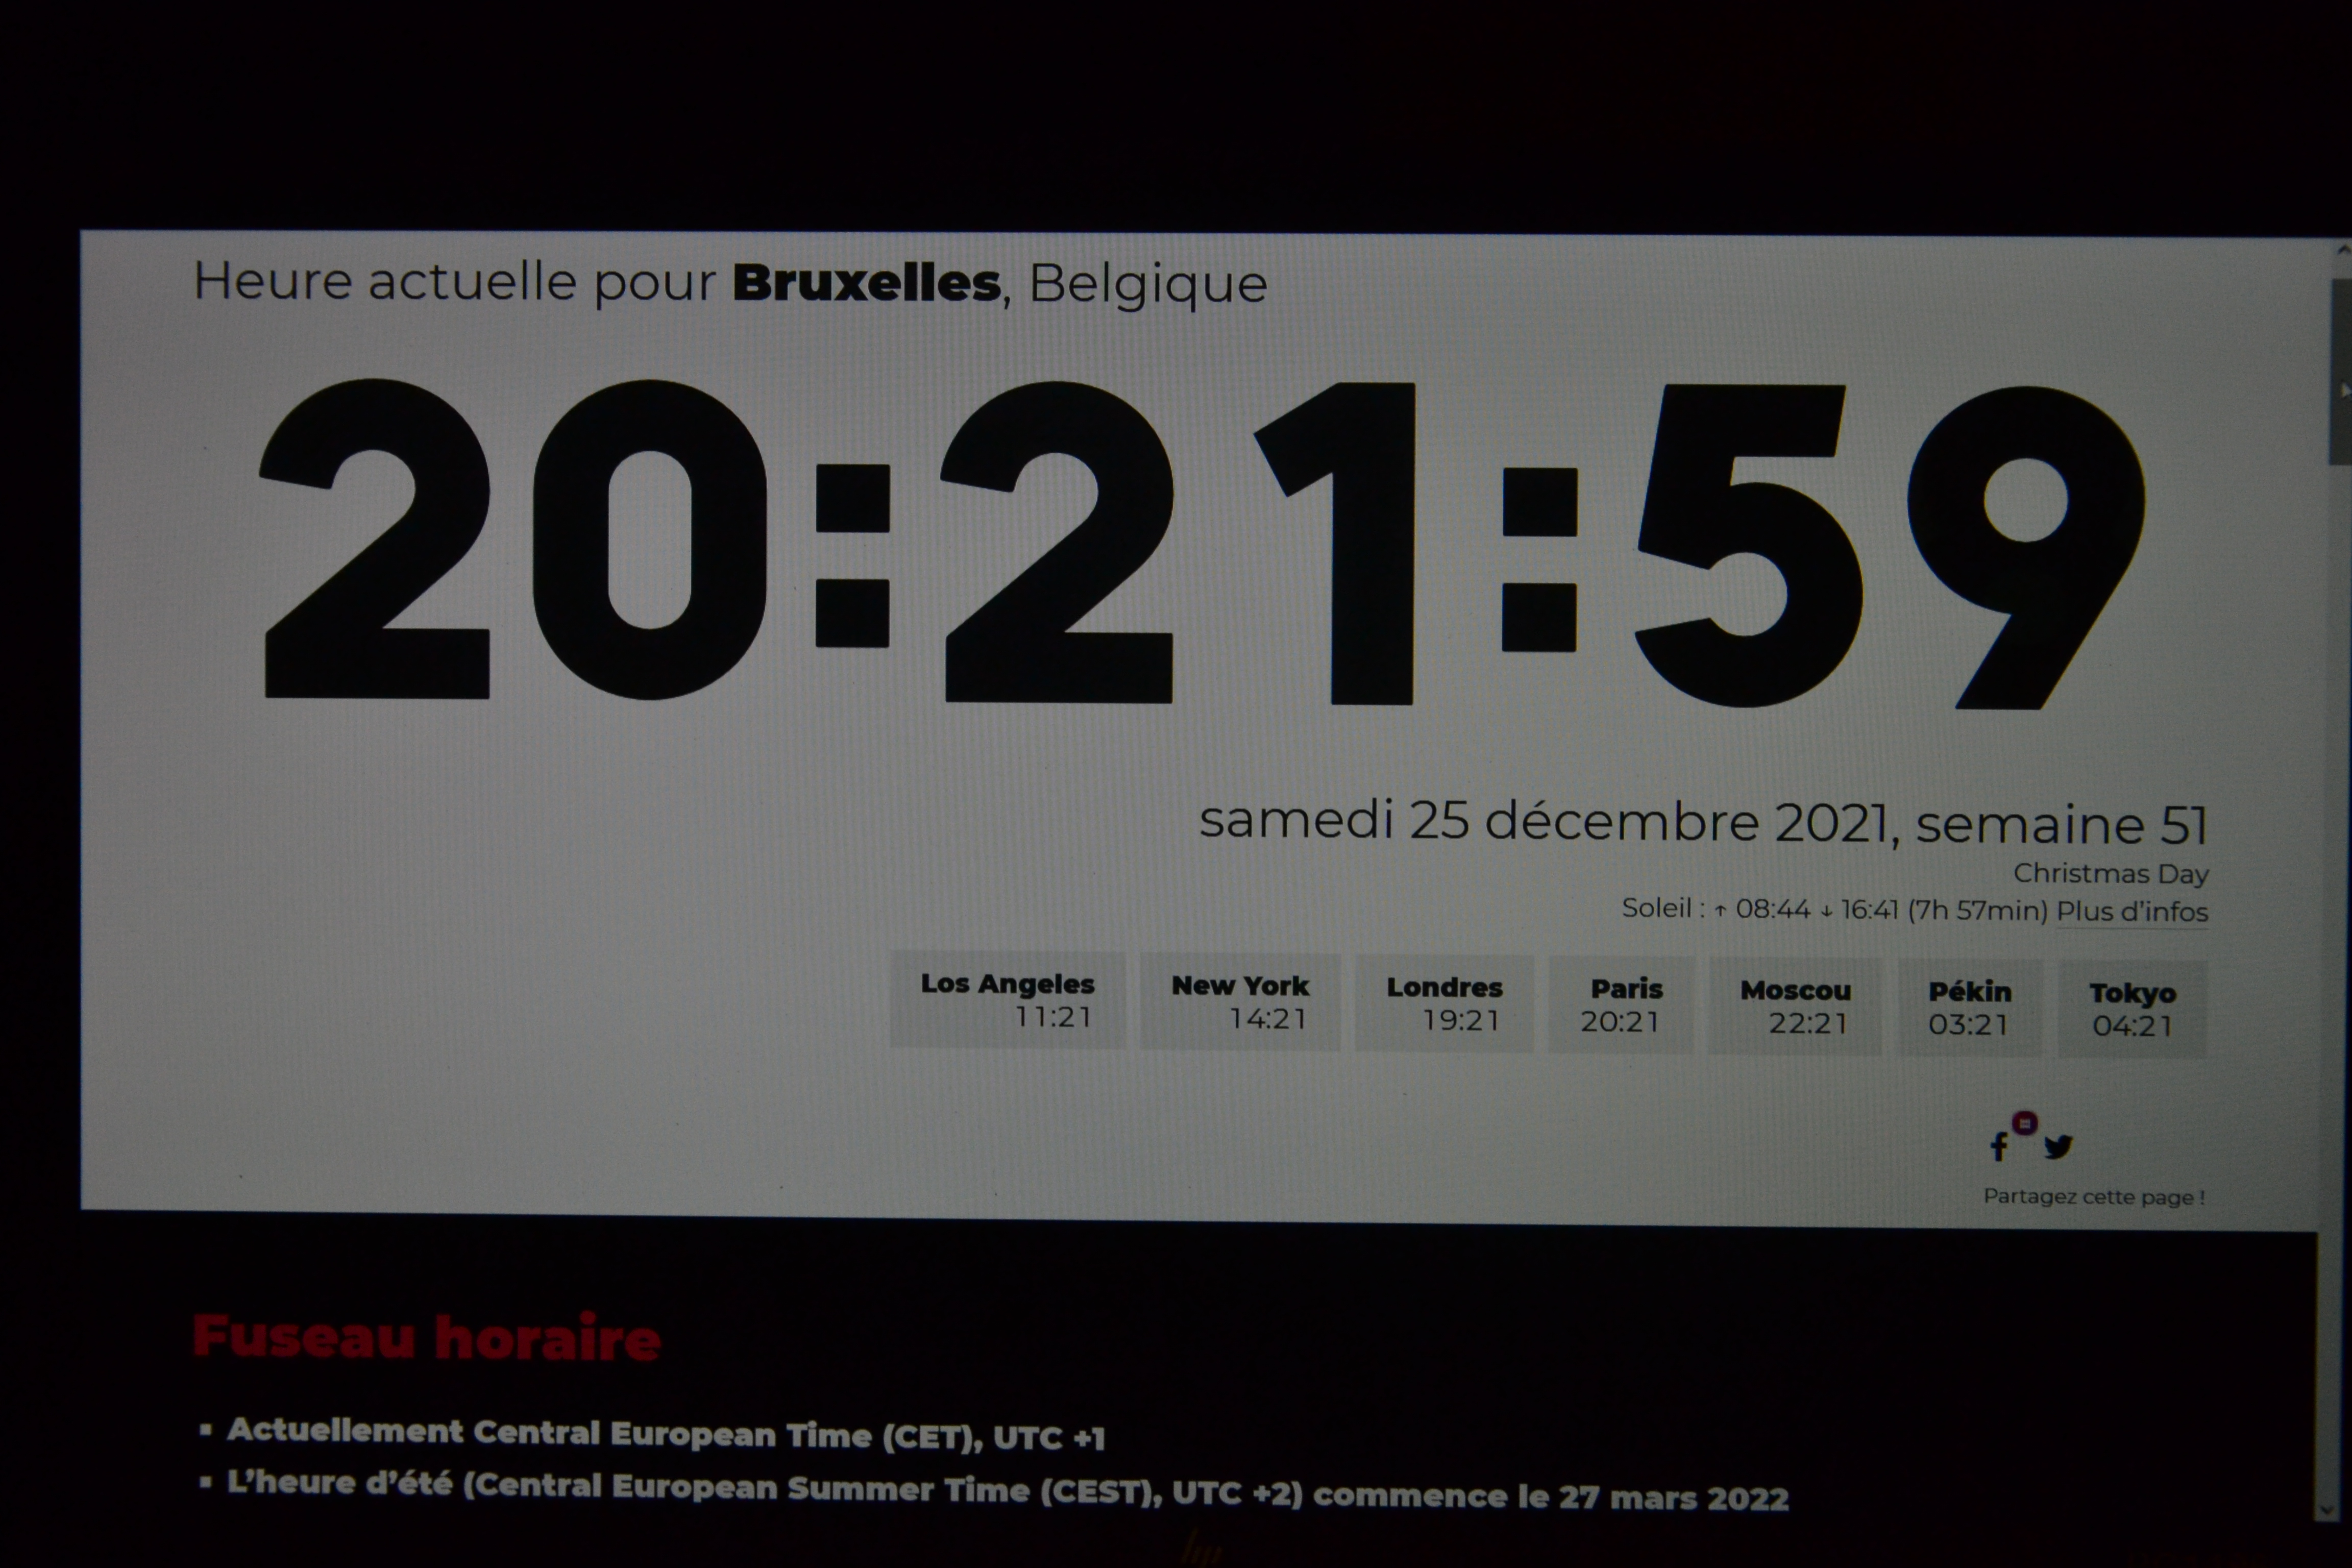 Heure actuelle pour Bruxelles, Belgique
20:21:59
samedi 25 décembre 2021, semaine 51
Christmas Day
Soleil : ↑ 08:44 ↓ 16:41 (7h 57min) Plus d'infos
Los Angeles New York Londres Paris Moscou Pékin Tokyo
11:21 14:21 19:21 20:21 22:21 03:21 04:21
Partagez cette page !
Fuseau horaire
▪ Actuellement Central European Time (CET), UTC +1
▪ L'heure d'été (Central European Summer Time (CEST), UTC +2) commence le 27 mars 2022
hp